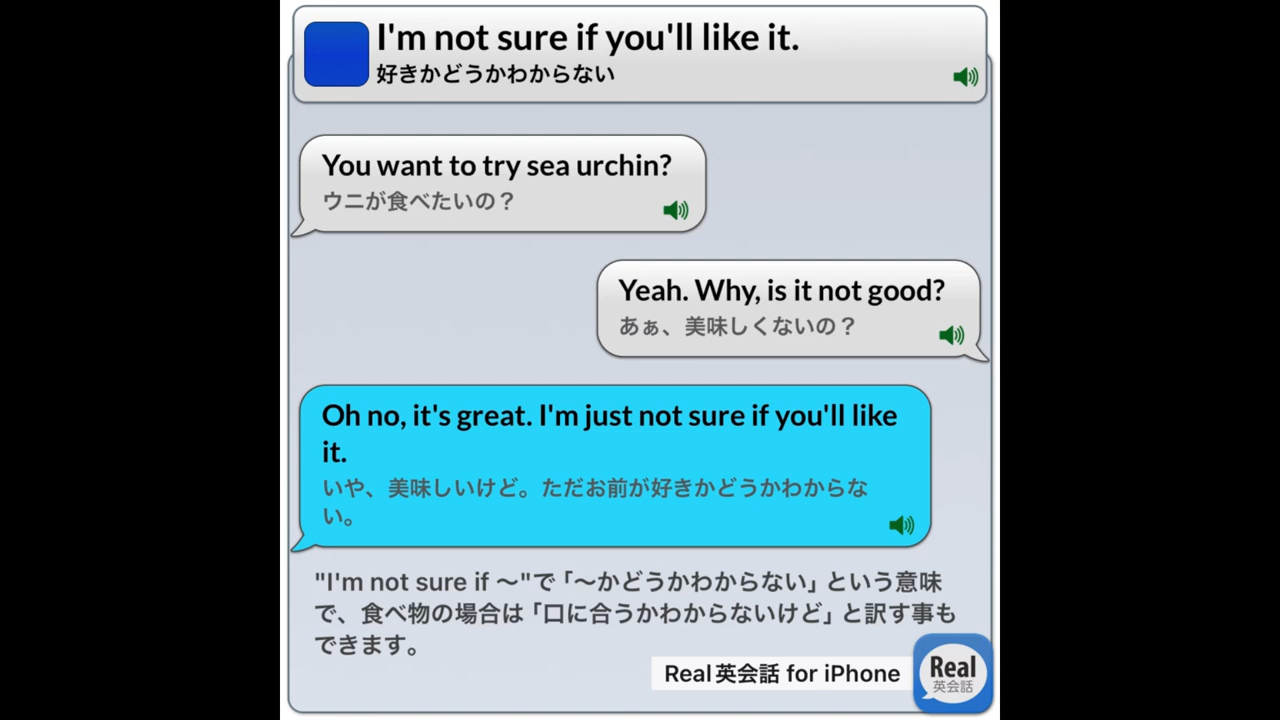 I'm not sure if you'll like it.
好きかどうかわからない
You want to try sea urchin?
ウニが食べたいの？
Yeah. Why, is it not good?
あぁ、美味しくないの？
Oh no, it's great. I'm just not sure if you'll like
it.
いや、美味しいけど。ただお前が好きかどうかわからな
い。
"I'm not sure if 〜"で「〜かどうかわからない」という意味
で、食べ物の場合は「口に合うかわからないけど」と訳す事も
できます。
Real英会話 for iPhone
Real
英会話